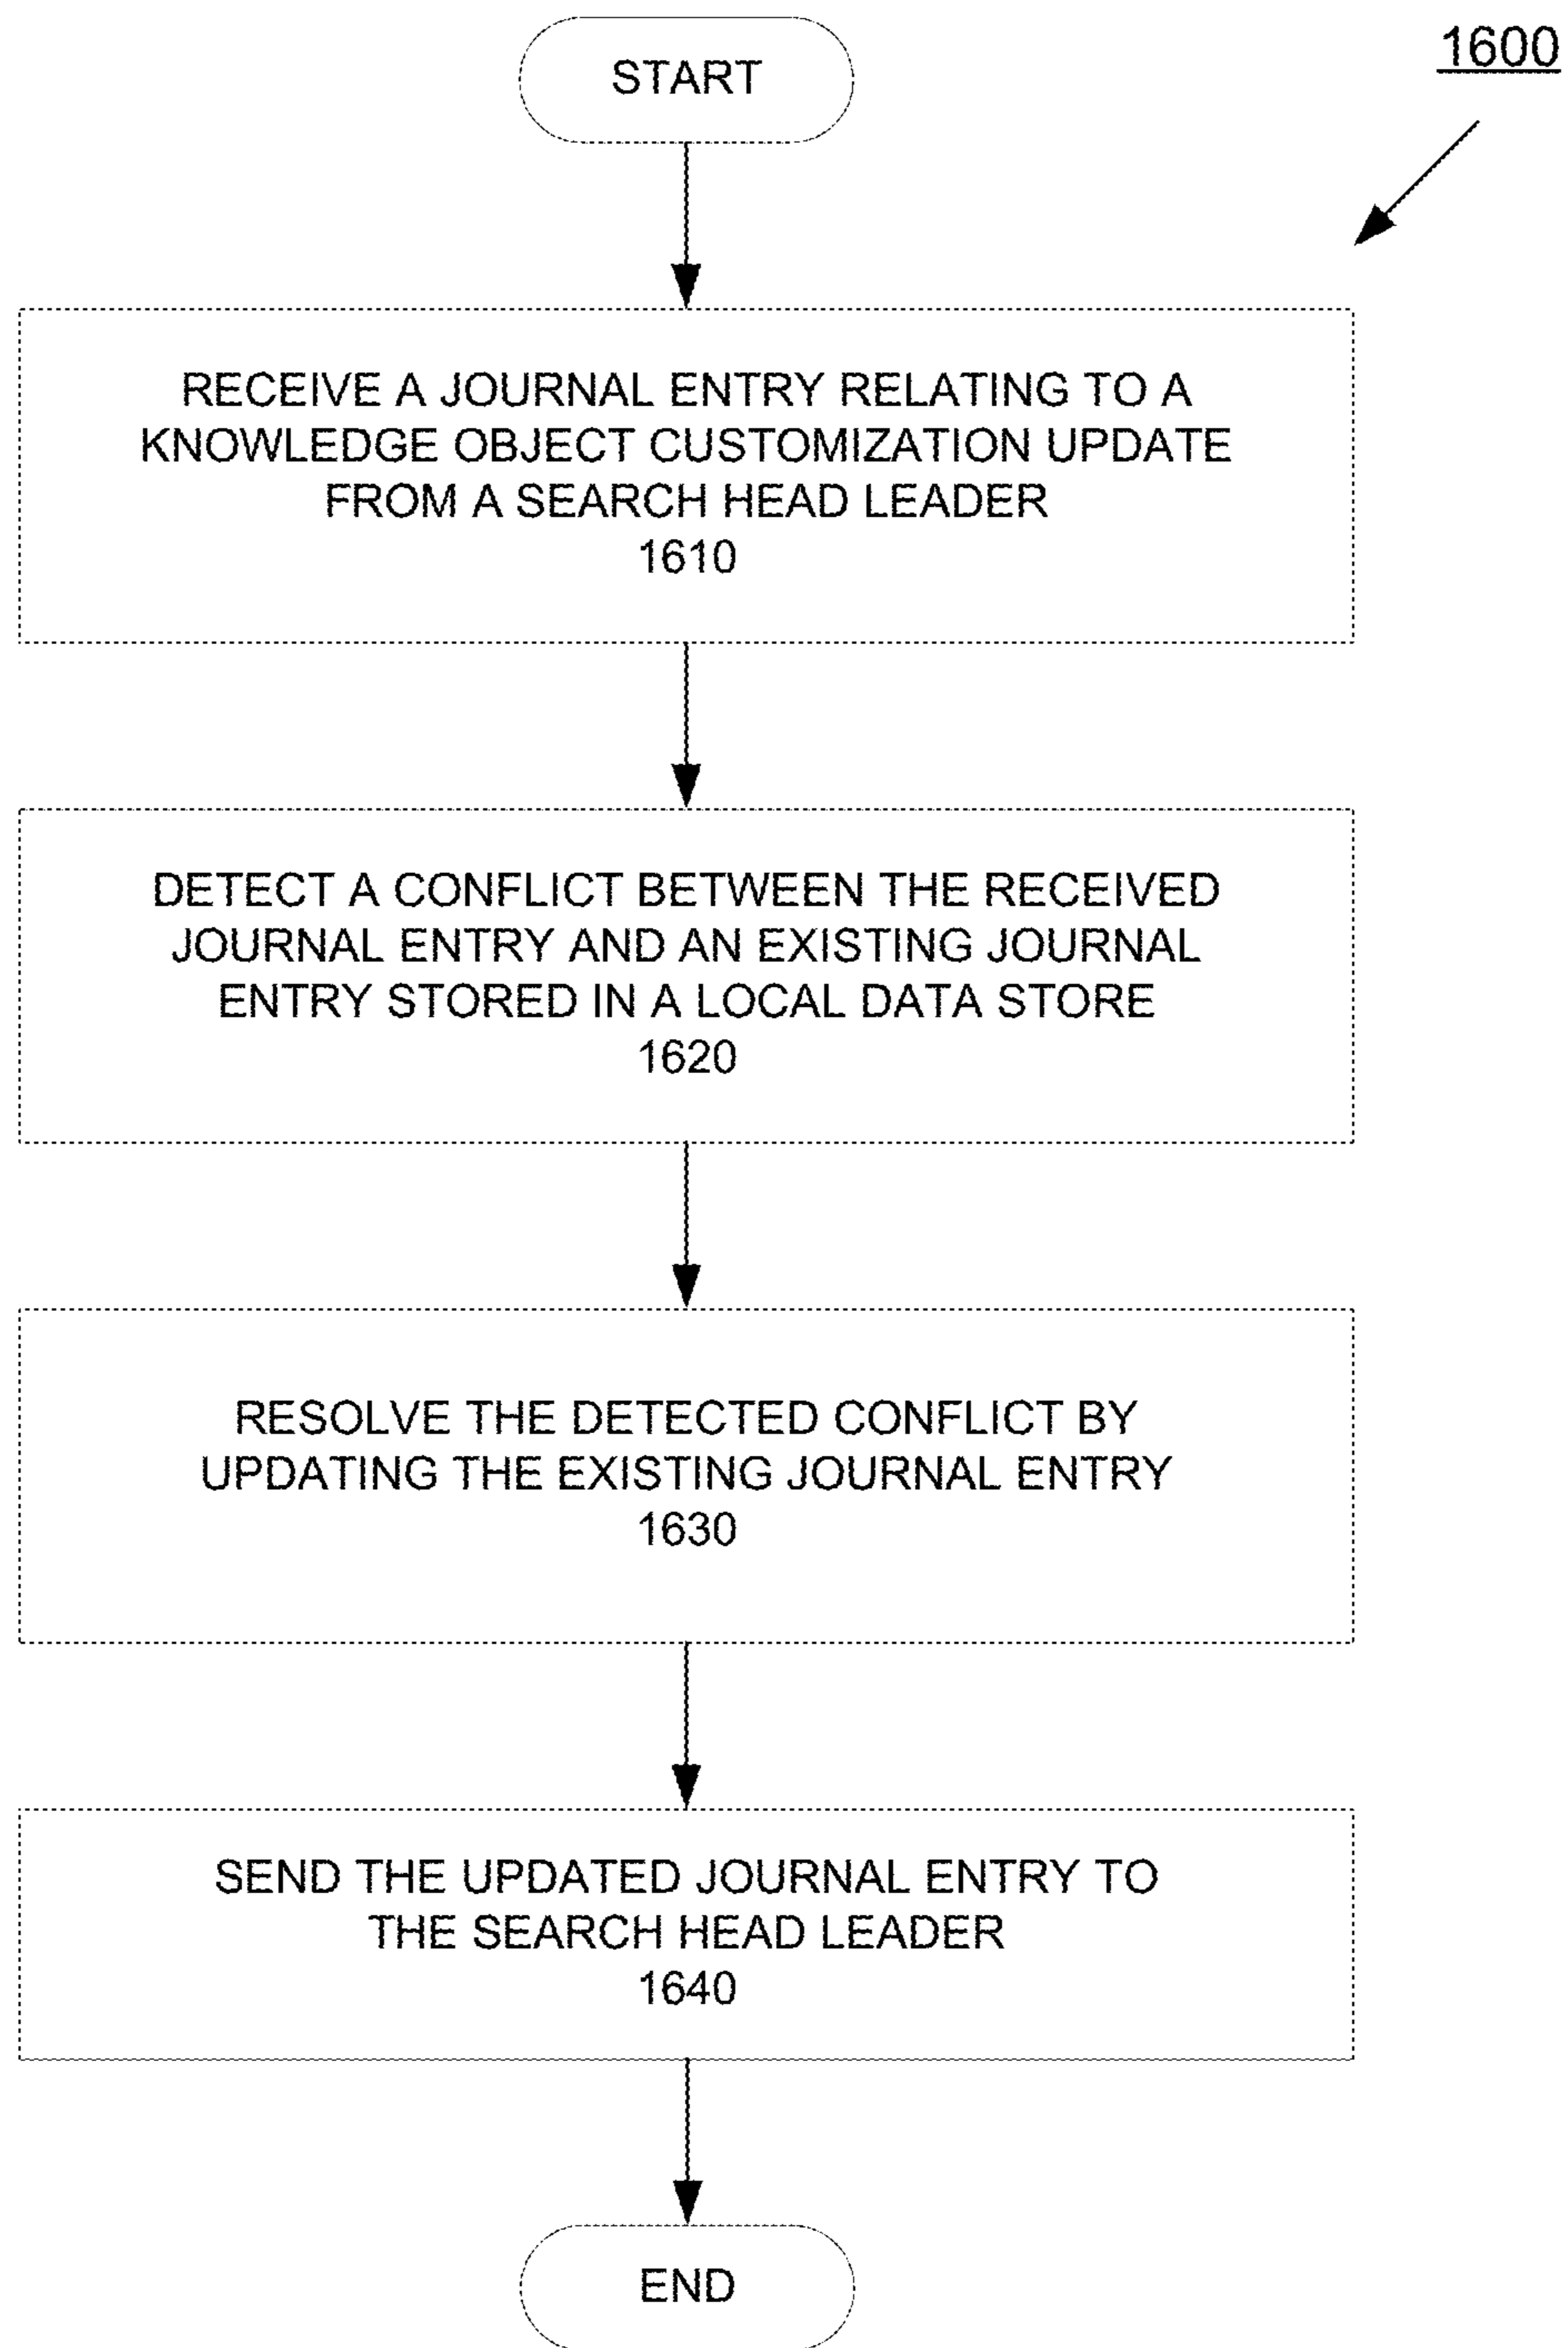 1600
START
RECEIVE A JOURNAL ENTRY RELATING TO A
KNOWLEDGE OBJECT CUSTOMIZATION UPDATE
FROM A SEARCH HEAD LEADER
1610
DETECT A CONFLICT BETWEEN THE RECEIVED
JOURNAL ENTRY AND AN EXISTING JOURNAL
ENTRY STORED IN A LOCAL DATA STORE
1620
RESOLVE THE DETECTED CONFLICT BY
UPDATING THE EXISTING JOURNAL ENTRY
1630
SEND THE UPDATED JOURNAL ENTRY TO
THE SEARCH HEAD LEADER
1640
END